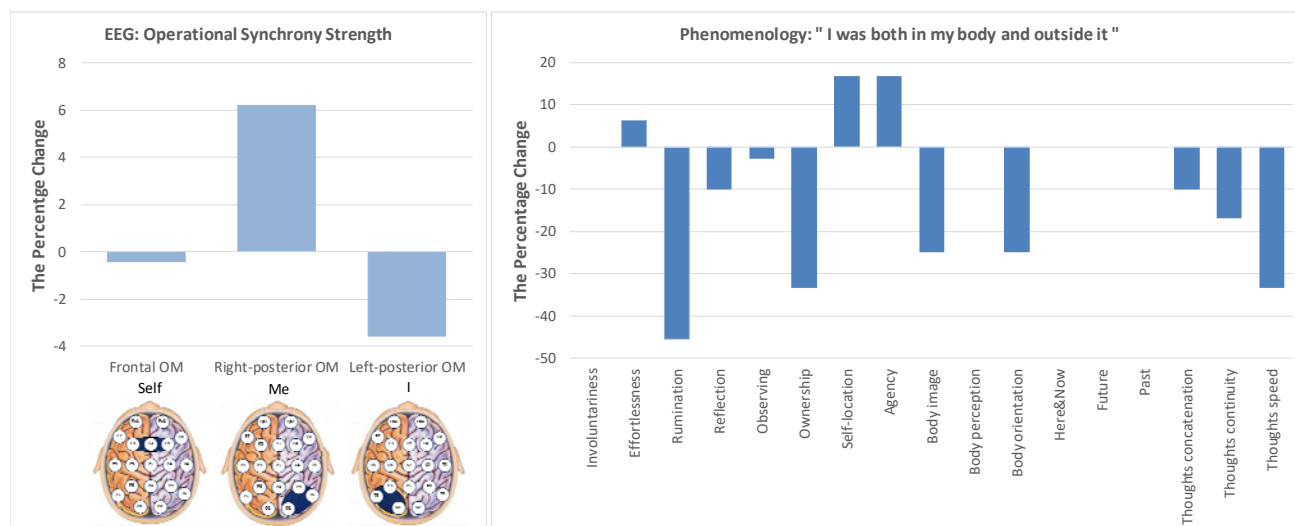 EEG: Operational Synchrony Strength
The Percentge Change
8
6
4
2
0
-2
-4
Frontal OM
Right-posterior OM
Left-posterior OM
Self
Me
I
Phenomenology: " I was both in my body and outside it "
The Percentage Change
20
10
0
-10
-20
-30
-40
-50
Involuntariness
Effortlessness
Rumination
Reflection
Observing
Ownership
Self-location
Agency
Body image
Body perception
Body orientation
Here&Now
Future
Past
Thoughts concatenation
Thoughts continuity
Thoughts speed